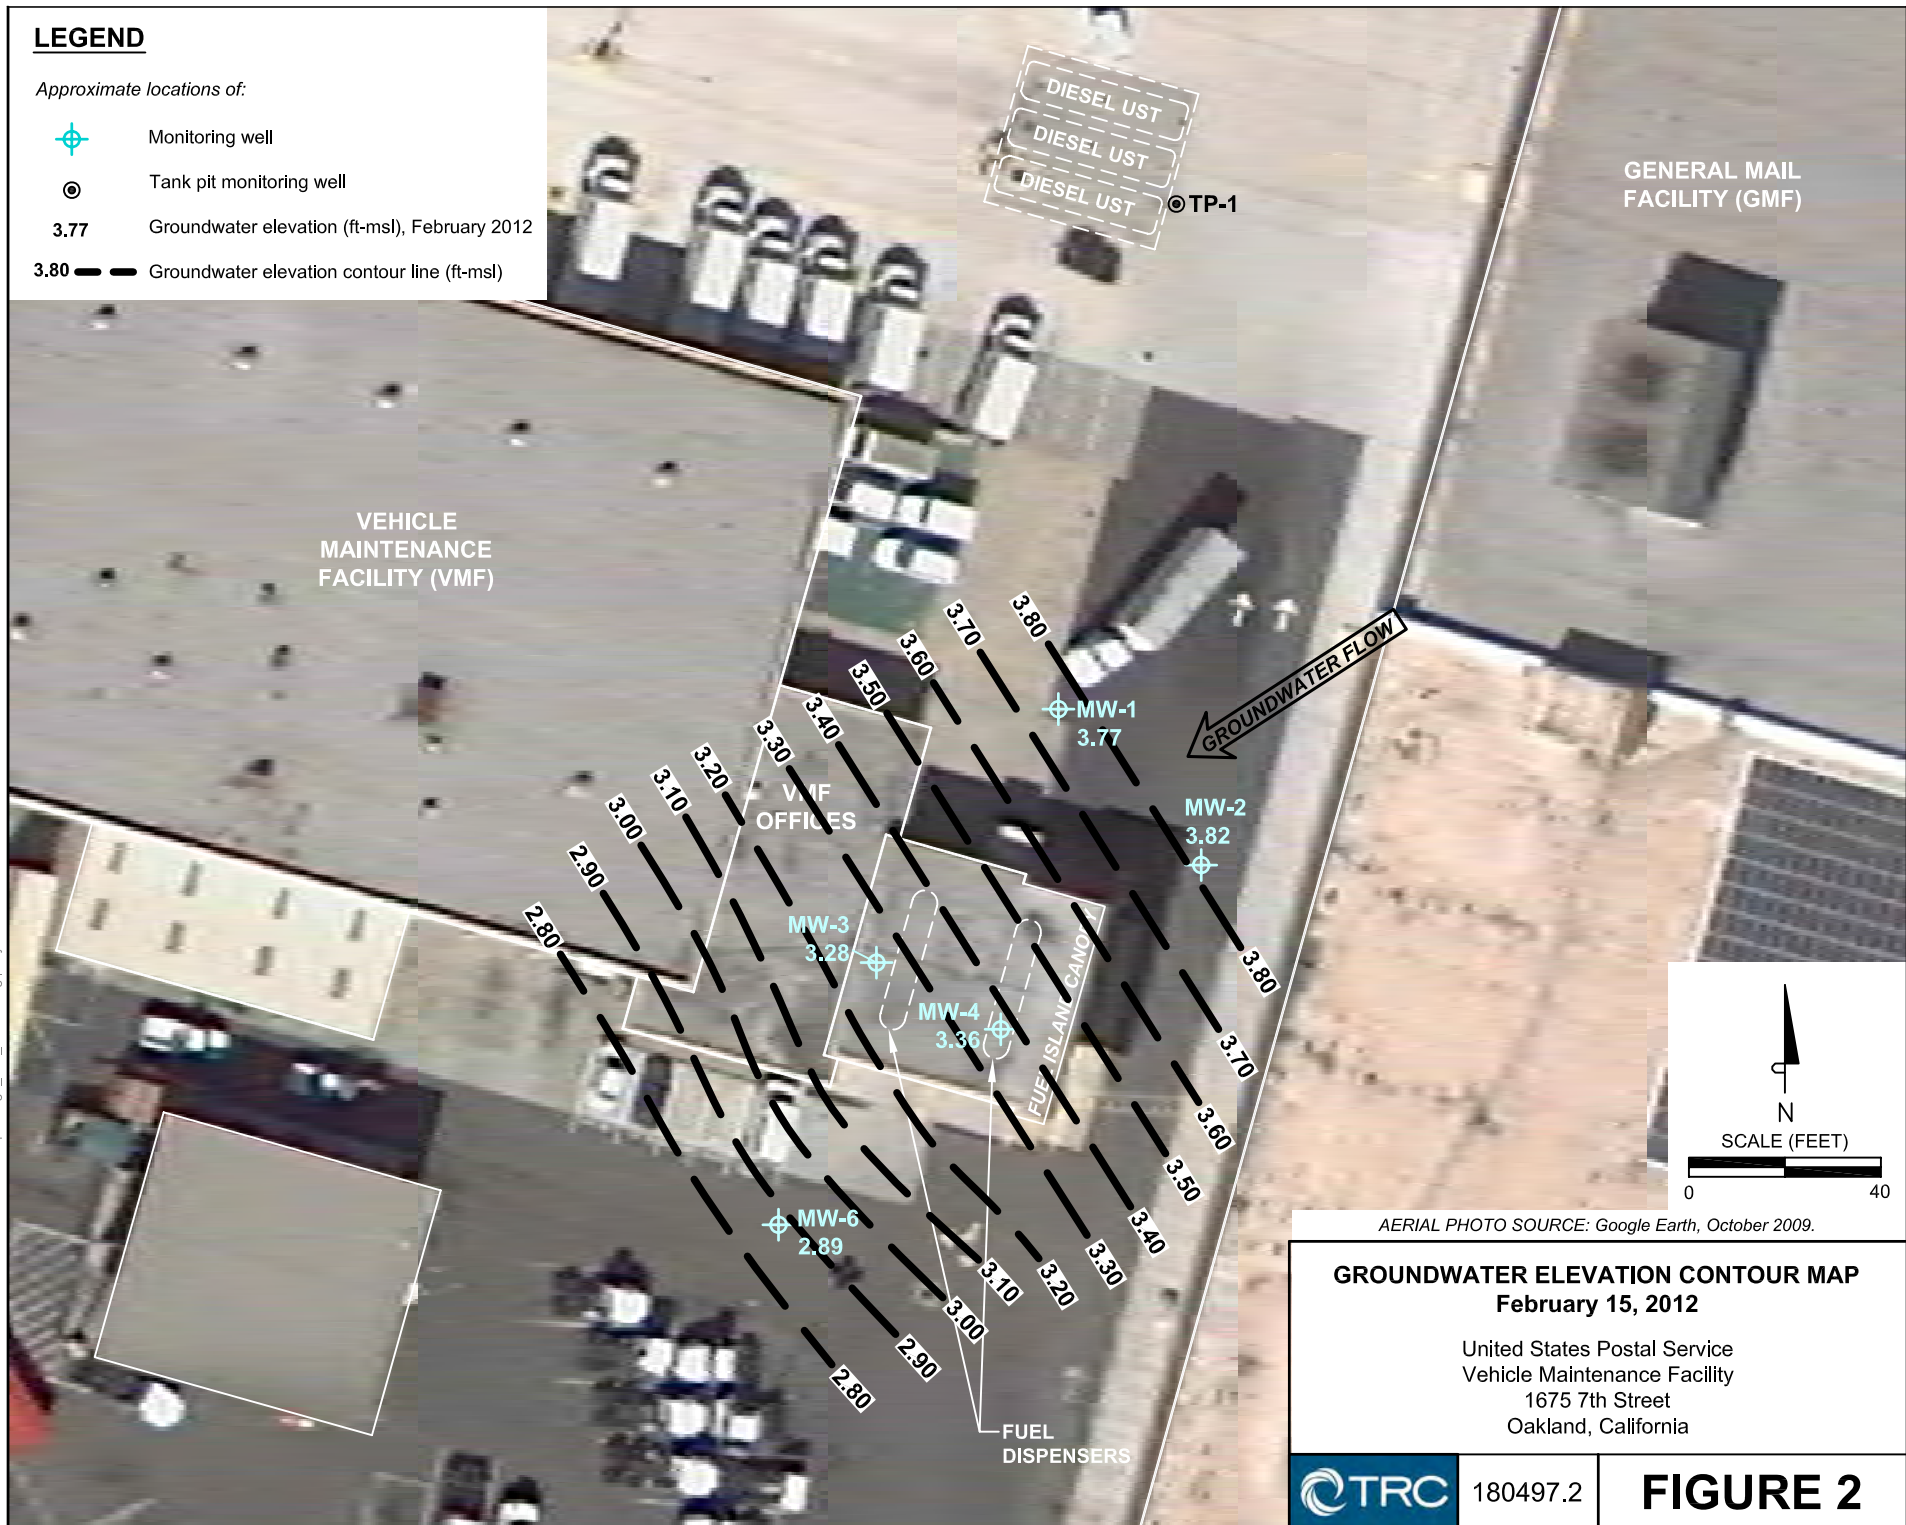 LEGEND
Approximate locations of:
Monitoring well
Tank pit monitoring well
3.77 Groundwater elevation (ft-msl), February 2012
3.80 Groundwater elevation contour line (ft-msl)
DIESEL UST
DIESEL UST
DIESEL UST
TP-1
GENERAL MAIL
FACILITY (GMF)
VEHICLE
MAINTENANCE
FACILITY (VMF)
3.80
3.70
3.60
3.50
3.40
3.30
3.20
3.10
3.00
2.90
2.80
GROUNDWATER FLOW
MW-1
3.77
MW-2
3.82
VMF
OFFICES
MW-3
3.28
MW-4
3.36
FUEL ISLAND CANOPY
MW-6
2.89
3.80
3.70
3.60
3.50
3.40
3.30
3.20
3.10
3.00
2.90
2.80
FUEL
DISPENSERS
N
SCALE (FEET)
0 40
AERIAL PHOTO SOURCE: Google Earth, October 2009.
GROUNDWATER ELEVATION CONTOUR MAP
February 15, 2012
United States Postal Service
Vehicle Maintenance Facility
1675 7th Street
Oakland, California
TRC
180497.2
FIGURE 2